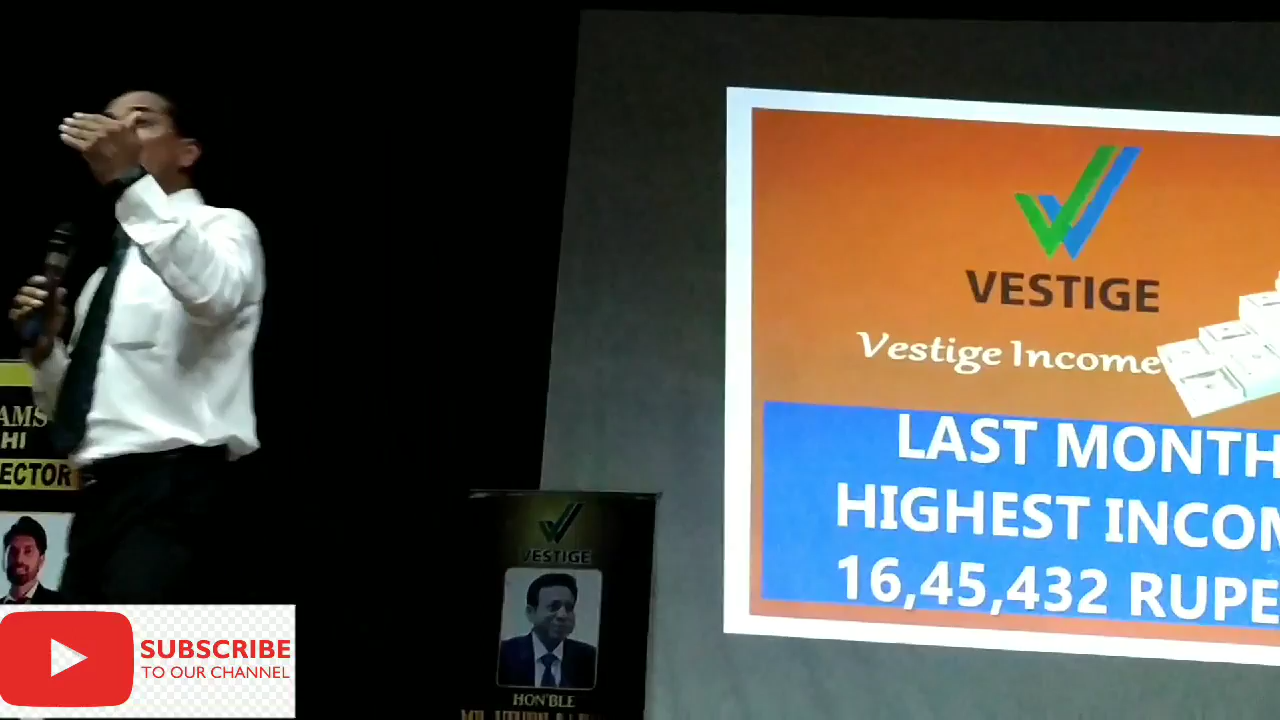 VESTIGE
Vestige Income
LAST MONTH
HIGHEST INCOM
16,45,432 RUPE
AMS
HI
ECTOR
VESTIGE
HON'BLE
SUBSCRIBE
TO OUR CHANNEL